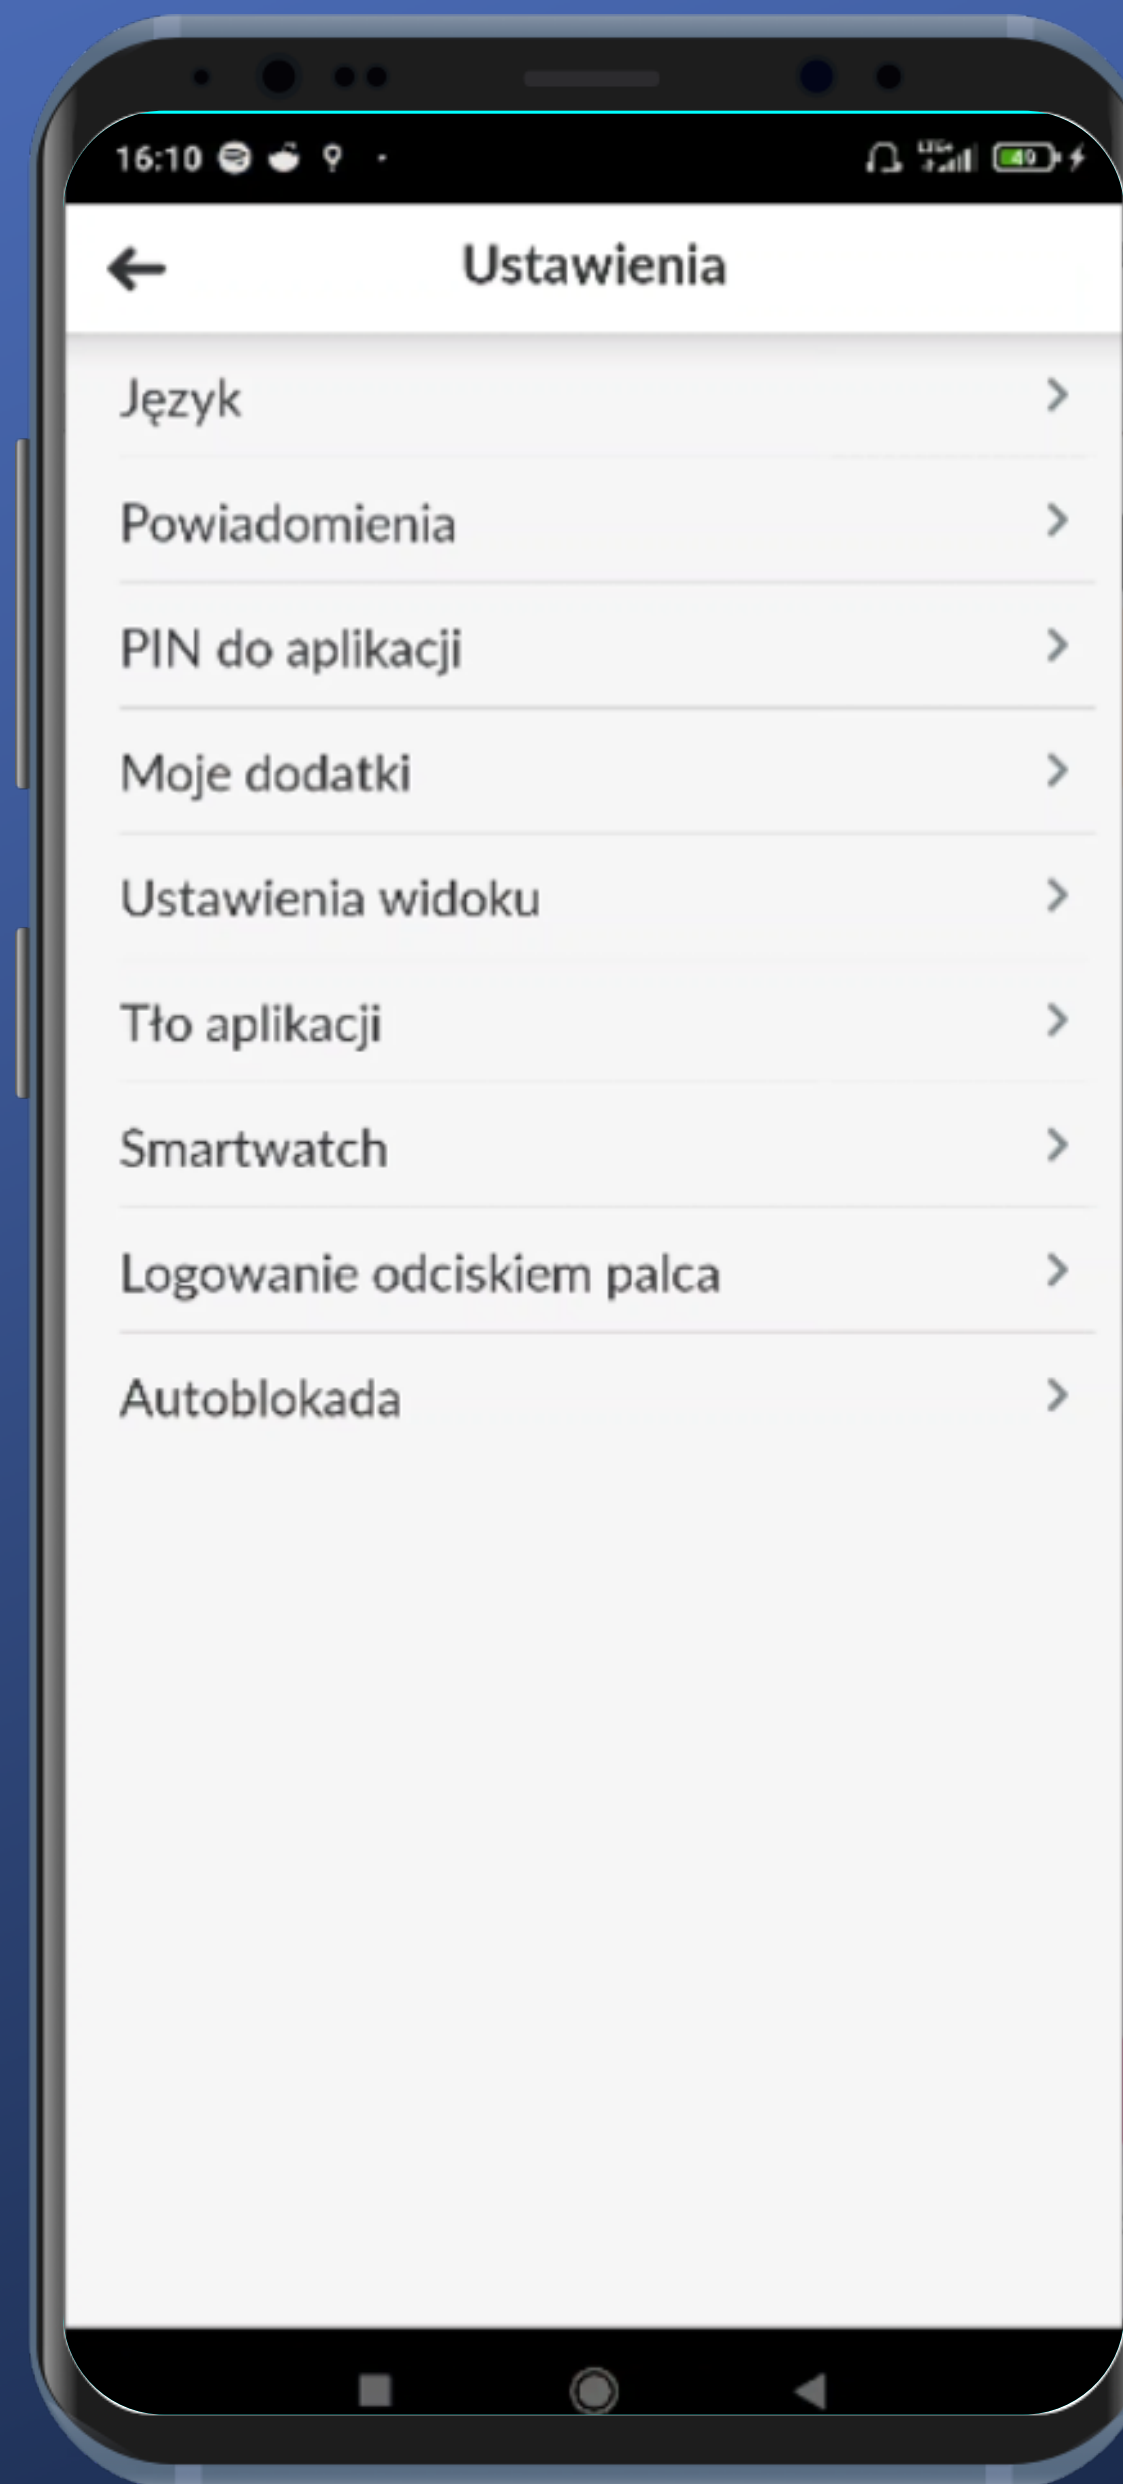 16:10
Ustawienia
Język
Powiadomienia
PIN do aplikacji
Moje dodatki
Ustawienia widoku
Tło aplikacji
Smartwatch
Logowanie odciskiem palca
Autoblokada